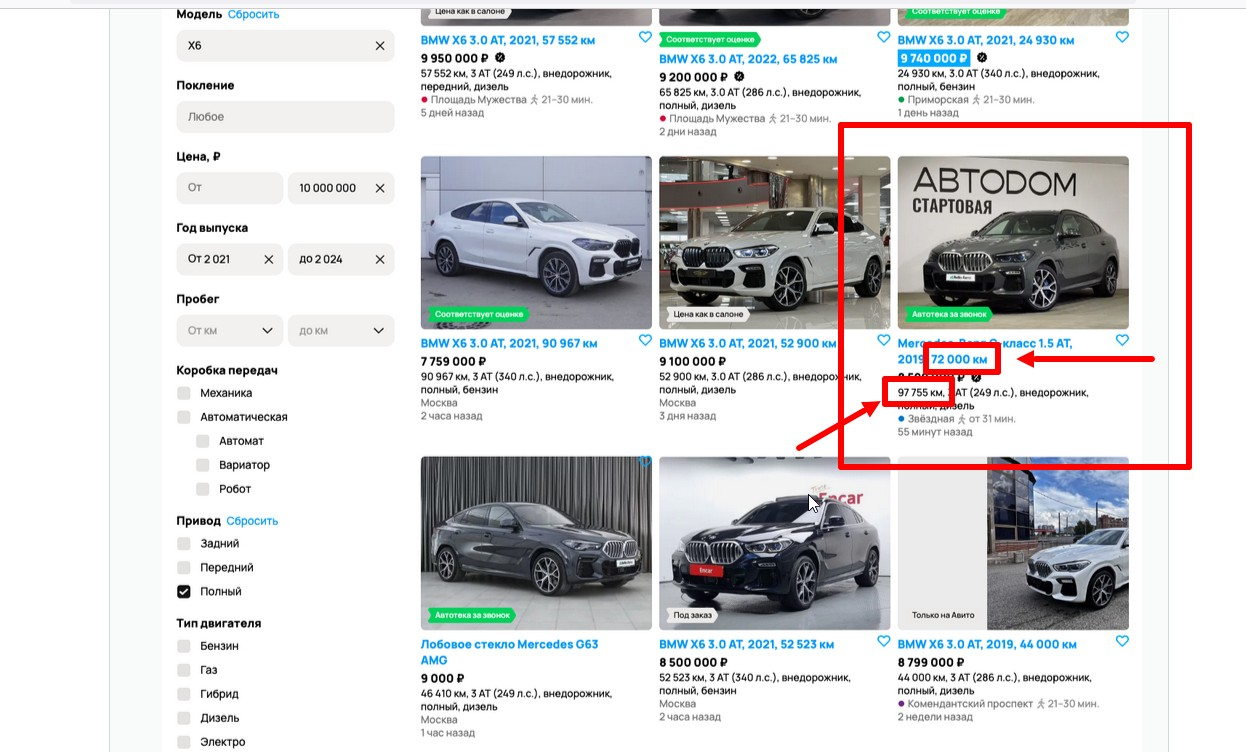 Модель Сбросить
X6
Покление
Любое
Цена, ₽
От
10 000 000
Год выпуска
От 2 021
до 2 024
Пробег
От км
до км
Коробка передач
Механика
Автоматическая
Автомат
Вариатор
Робот
Привод Сбросить
Задний
Передний
Полный
Тип двигателя
Бензин
Газ
Гибрид
Дизель
Электро
Цена как в салоне
BMW X6 3.0 AT, 2021, 57 552 км
9 950 000 ₽
57 552 км, 3 AT (249 л.с.), внедорожник,
передний, дизель
Площадь Мужества 21–30 мин.
5 дней назад
Соответствует оценке
BMW X6 3.0 AT, 2022, 65 825 км
9 200 000 ₽
65 825 км, 3.0 AT (286 л.с.), внедорожник,
полный, дизель
Площадь Мужества 21–30 мин.
2 дни назад
Соответствует оценке
BMW X6 3.0 AT, 2021, 24 930 км
9 740 000 ₽
24 930 км, 3.0 AT (340 л.с.), внедорожник,
полный, бензин
Приморская 21–30 мин.
1 день назад
Соответствует оценке
BMW X6 3.0 AT, 2021, 90 967 км
7 759 000 ₽
90 967 км, 3 AT (340 л.с.), внедорожник,
полный, бензин
Москва
2 часа назад
Цена как в салоне
BMW X6 3.0 AT, 2021, 52 900 км
9 100 000 ₽
52 900 км, 3.0 AT (286 л.с.), внедорожник,
полный, дизель
Москва
3 дня назад
АВТОDOM
СТАРТОВАЯ
Автотека за звонок
класс 1.5 AT,
2019, 72 000 км
₽
97 755 км, 3 AT (249 л.с.), внедорожник,
полный, дизель
Звёздная от 31 мин.
55 минут назад
Автотека за звонок
Лобовое стекло Mercedes G63
AMG
9 000 ₽
46 410 км, 3 AT (249 л.с.), внедорожник,
полный, дизель
Москва
1 час назад
Encar
Encar
Под заказ
BMW X6 3.0 AT, 2021, 52 523 км
8 500 000 ₽
52 523 км, 3 AT (340 л.с.), внедорожник,
полный, бензин
Москва
2 часа назад
Только на Авито
BMW X6 3.0 AT, 2019, 44 000 км
8 799 000 ₽
44 000 км, 3 AT (286 л.с.), внедорожник,
полный, дизель
Комендантский проспект 21–30 мин.
2 недели назад